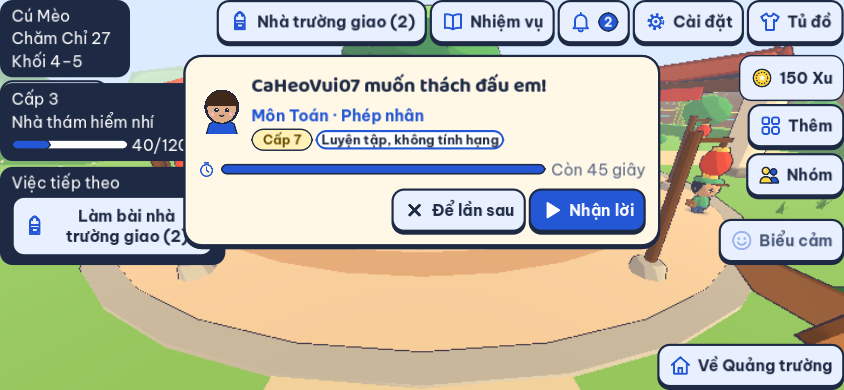 Cú Mèo
Chăm Chỉ 27
Khối 4–5
Nhà trường giao (2)
Nhiệm vụ
2
Cài đặt
Tủ đồ
150 Xu
Thêm
Nhóm
Biểu cảm
Về Quảng trường
Cấp 3
Nhà thám hiểm nhí
40/120
Việc tiếp theo
Làm bài nhà
trường giao (2)
CaHeoVui07 muốn thách đấu em!
Môn Toán · Phép nhân
Cấp 7
Luyện tập, không tính hạng
Còn 45 giây
Để lần sau
Nhận lời